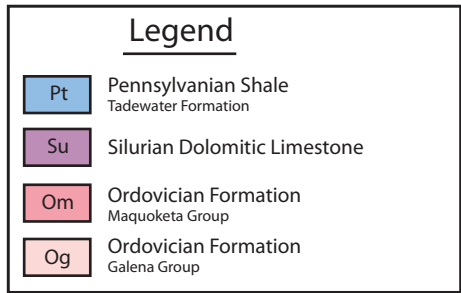 Legend
Pt
Pennsylvanian Shale
Tadewater Formation
Su
Silurian Dolomitic Limestone
Om
Ordovician Formation
Maquoketa Group
Og
Ordovician Formation
Galena Group